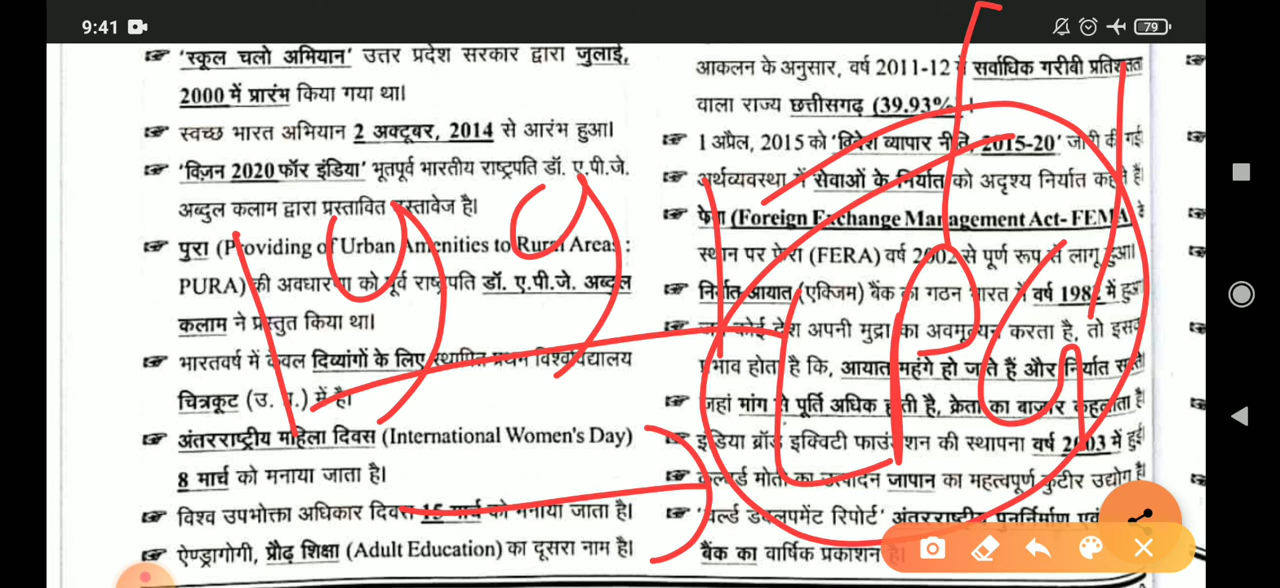 9:41
79
☞ 'स्कूल चलो अभियान' उत्तर प्रदेश सरकार द्वारा जुलाई,
2000 में प्रारंभ किया गया था।
☞ स्वच्छ भारत अभियान 2 अक्टूबर, 2014 से आरंभ हुआ।
☞ 'विज़न 2020 फॉर इंडिया' भूतपूर्व भारतीय राष्ट्रपति डॉ. ए.पी.जे.
अब्दुल कलाम द्वारा प्रस्तावित दस्तावेज है।
☞ पुरा (Providing of Urban Amenities to Rural Areas :
PURA) की अवधारणा को पूर्व राष्ट्रपति डॉ. ए.पी.जे. अब्दुल
कलाम ने प्रस्तुत किया था।
☞ भारतवर्ष में केवल दिव्यांगों के लिए स्थापित प्रथम विश्वविद्यालय
चित्रकूट (उ. प्र.) में है।
☞ अंतरराष्ट्रीय महिला दिवस (International Women's Day)
8 मार्च को मनाया जाता है।
☞ विश्व उपभोक्ता अधिकार दिवस 15 मार्च को मनाया जाता है।
☞ ऐण्ड्रागोगी, प्रौढ़ शिक्षा (Adult Education) का दूसरा नाम है।
आकलन के अनुसार, वर्ष 2011-12 में सर्वाधिक गरीबी प्रतिशतता
वाला राज्य छत्तीसगढ़ (39.93%) ।
☞ 1 अप्रैल, 2015 को 'विदेश व्यापार नीति, 2015-20' जारी की गई
☞ अर्थव्यवस्था में सेवाओं के निर्यात को अदृश्य निर्यात कहते हैं।
☞ फेमा (Foreign Exchange Management Act- FEMA) के
स्थान पर फेरा (FERA) वर्ष 2002 से पूर्ण रूप से लागू हुआ।
☞ निर्यात-आयात (एक्जिम) बैंक का गठन भारत में वर्ष 1982 में हुआ
☞ जब कोई देश अपनी मुद्रा का अवमूल्यन करता है, तो इसका
प्रभाव होता है कि, आयात महंगे हो जाते हैं और निर्यात सस्ते
☞ जहां मांग से पूर्ति अधिक होती है, क्रेता का बाजार कहलाता है।
☞ इंडिया ब्रॉड इक्विटी फाउंडेशन की स्थापना वर्ष 2003 में हुई
☞ कल्चर्ड मोती का उत्पादन जापान का महत्वपूर्ण कुटीर उद्योग है।
☞ 'वर्ल्ड डेवलपमेंट रिपोर्ट' अंतरराष्ट्रीय पुनर्निर्माण एवं
बैंक का वार्षिक प्रकाशन है।